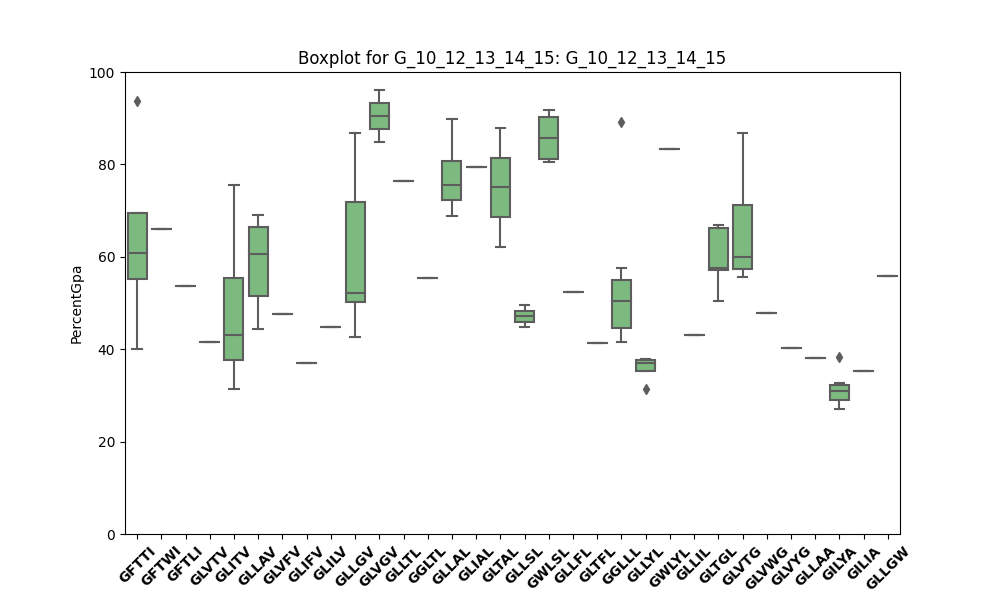 Boxplot for G_10_12_13_14_15: G_10_12_13_14_15
PercentGpa
100
80
60
40
20
0
GFTTI
GFTWI
GFTLI
GLVTV
GLITV
GLLAV
GLVFV
GLIFV
GLILV
GLLGV
GLVGV
GLLTL
GGLTL
GLLAL
GLIAL
GLTAL
GLLSL
GWLSL
GLLFL
GLTFL
GGLLL
GLLYL
GWLYL
GLLIL
GLTGL
GLVTG
GLVWG
GLVYG
GLLAA
GILYA
GILIA
GLLGW